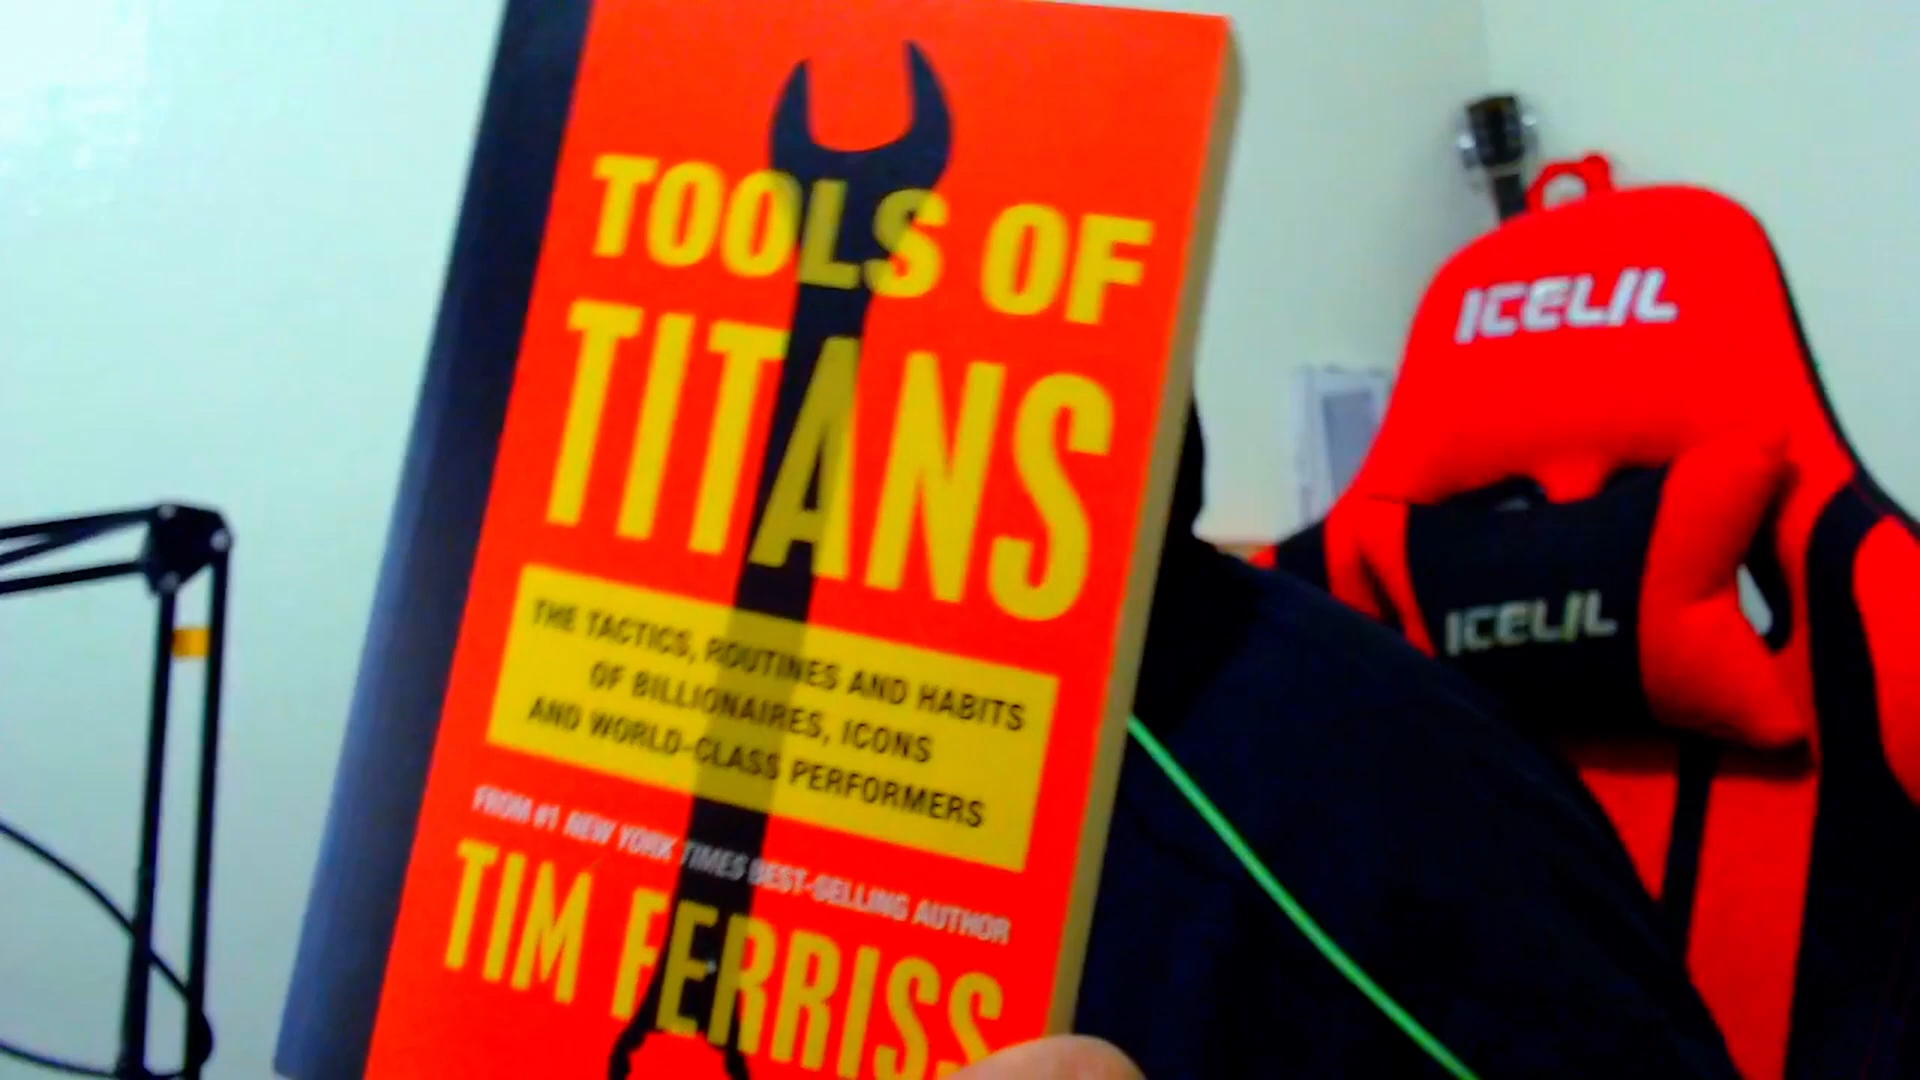 TOOLS OF
TITANS
THE TACTICS, ROUTINES AND HABITS
OF BILLIONAIRES, ICONS
AND WORLD-CLASS PERFORMERS
FROM #1 NEW YORK TIMES BEST-SELLING AUTHOR
TIM FERRISS
ICELIL
ICELIL